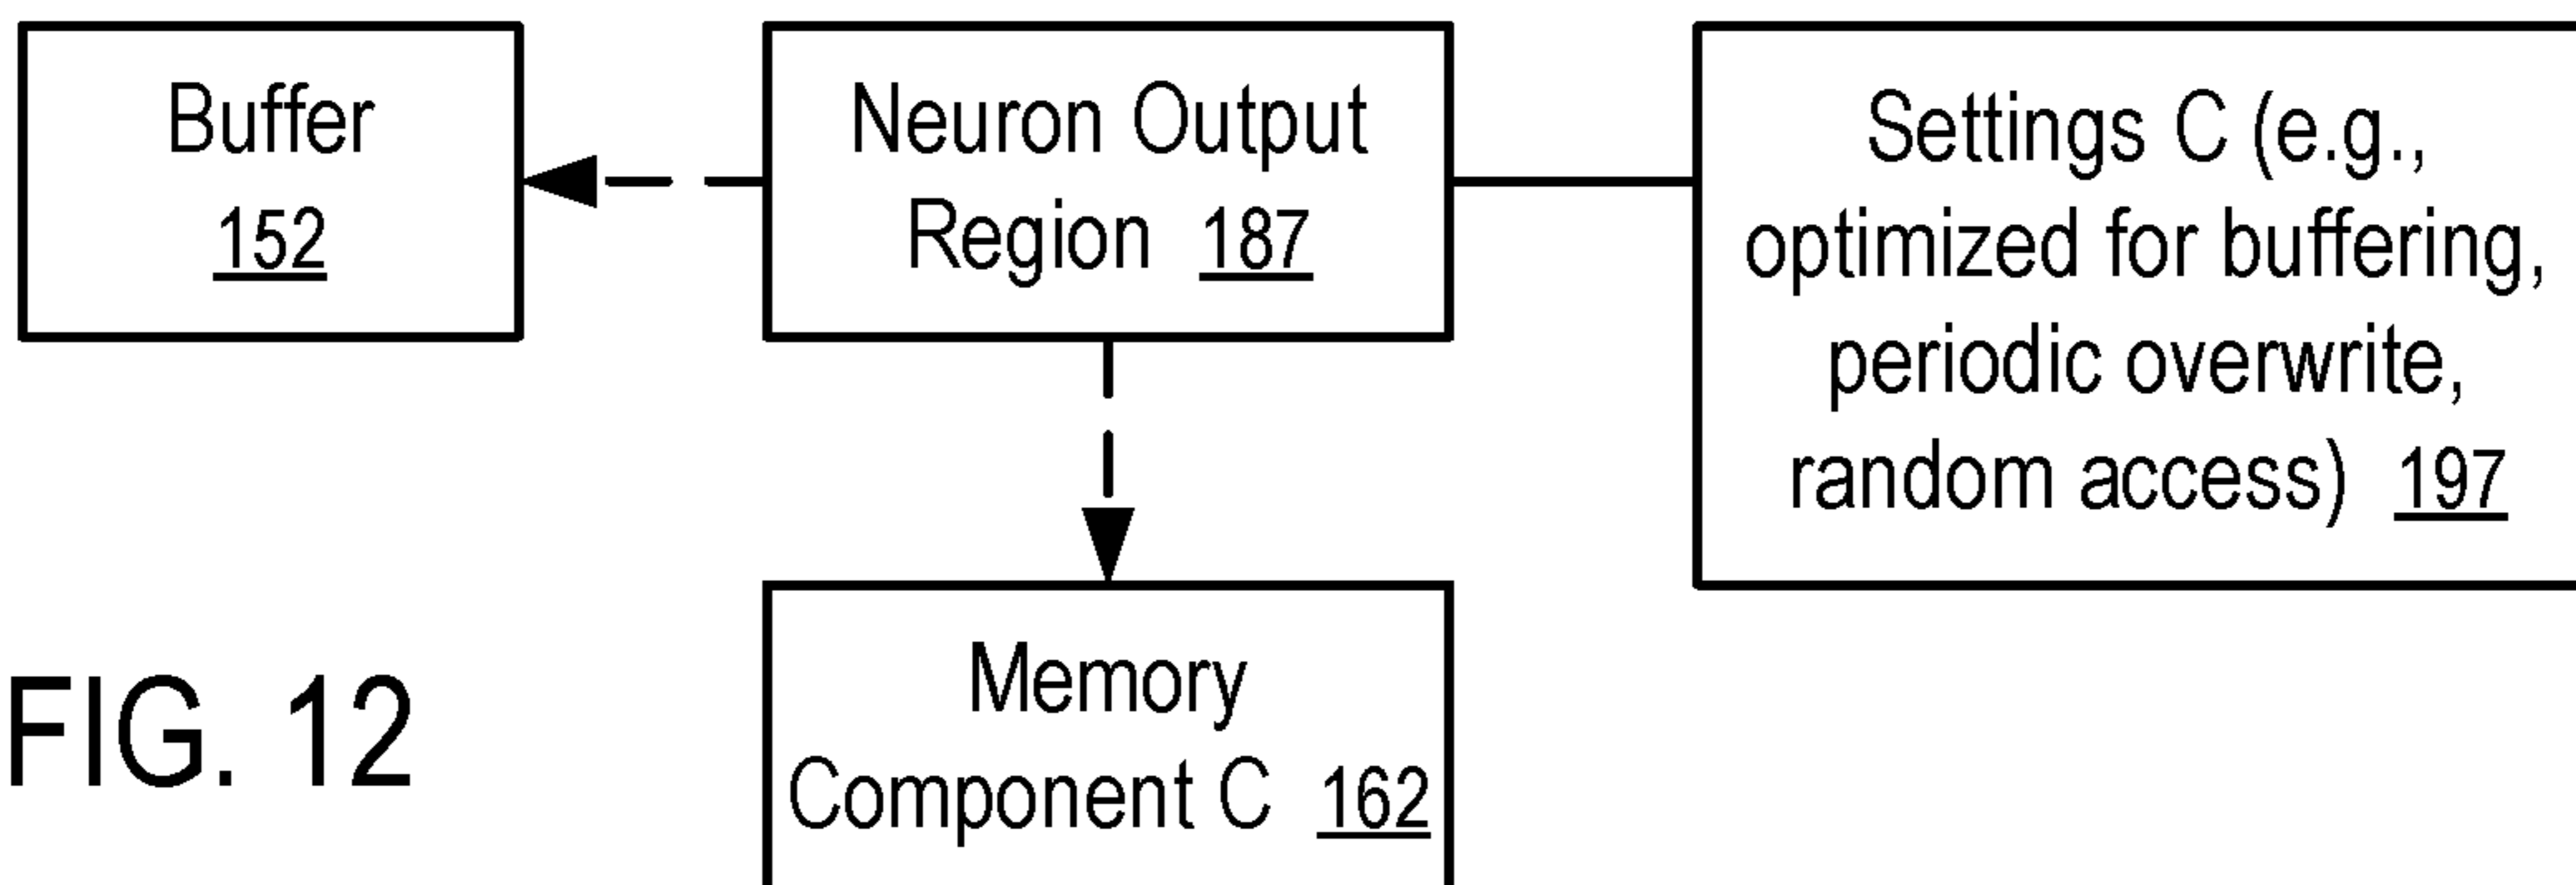 Buffer
152
Neuron Output
Region 187
Settings C (e.g.,
optimized for buffering,
periodic overwrite,
random access) 197
Memory
Component C 162
FIG. 12